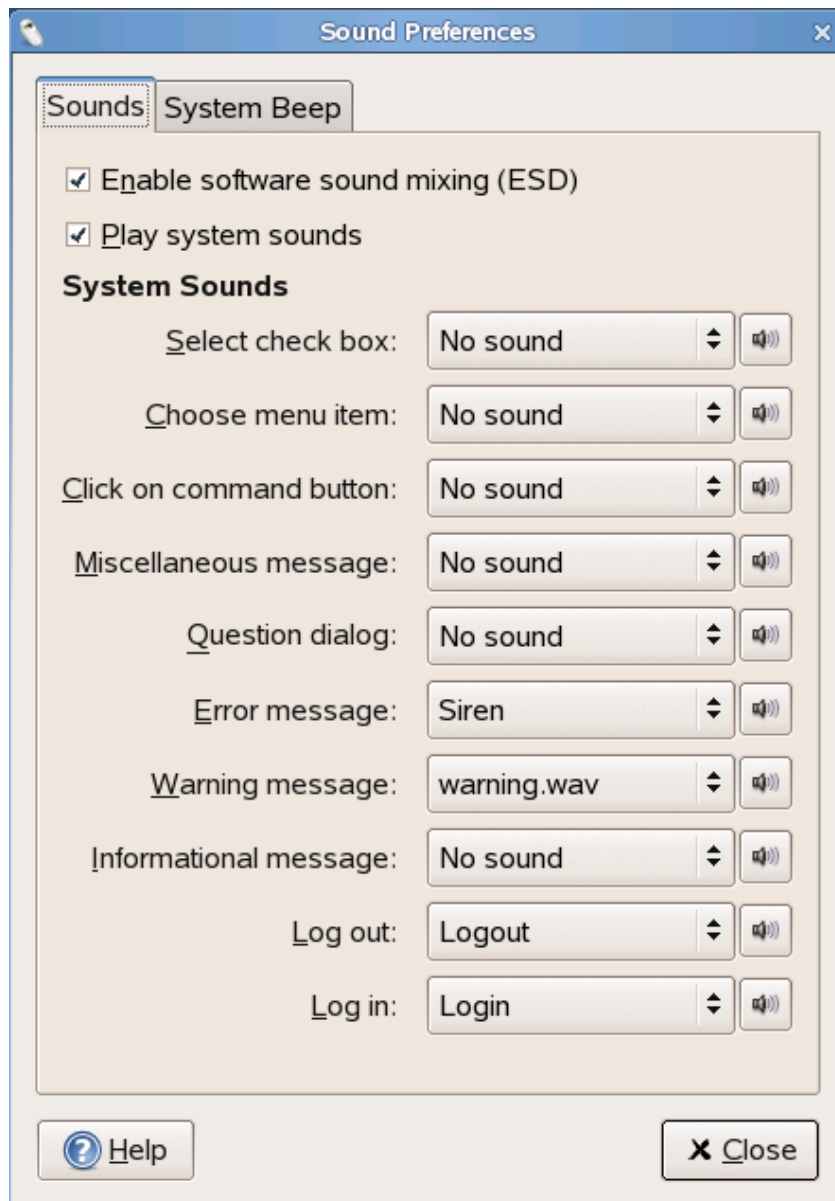 Sound Preferences
Sounds System Beep
Enable software sound mixing (ESD)
Play system sounds
System Sounds
Select check box: No sound
Choose menu item: No sound
Click on command button: No sound
Miscellaneous message: No sound
Question dialog: No sound
Error message: Siren
Warning message: warning.wav
Informational message: No sound
Log out: Logout
Log in: Login
Help Close